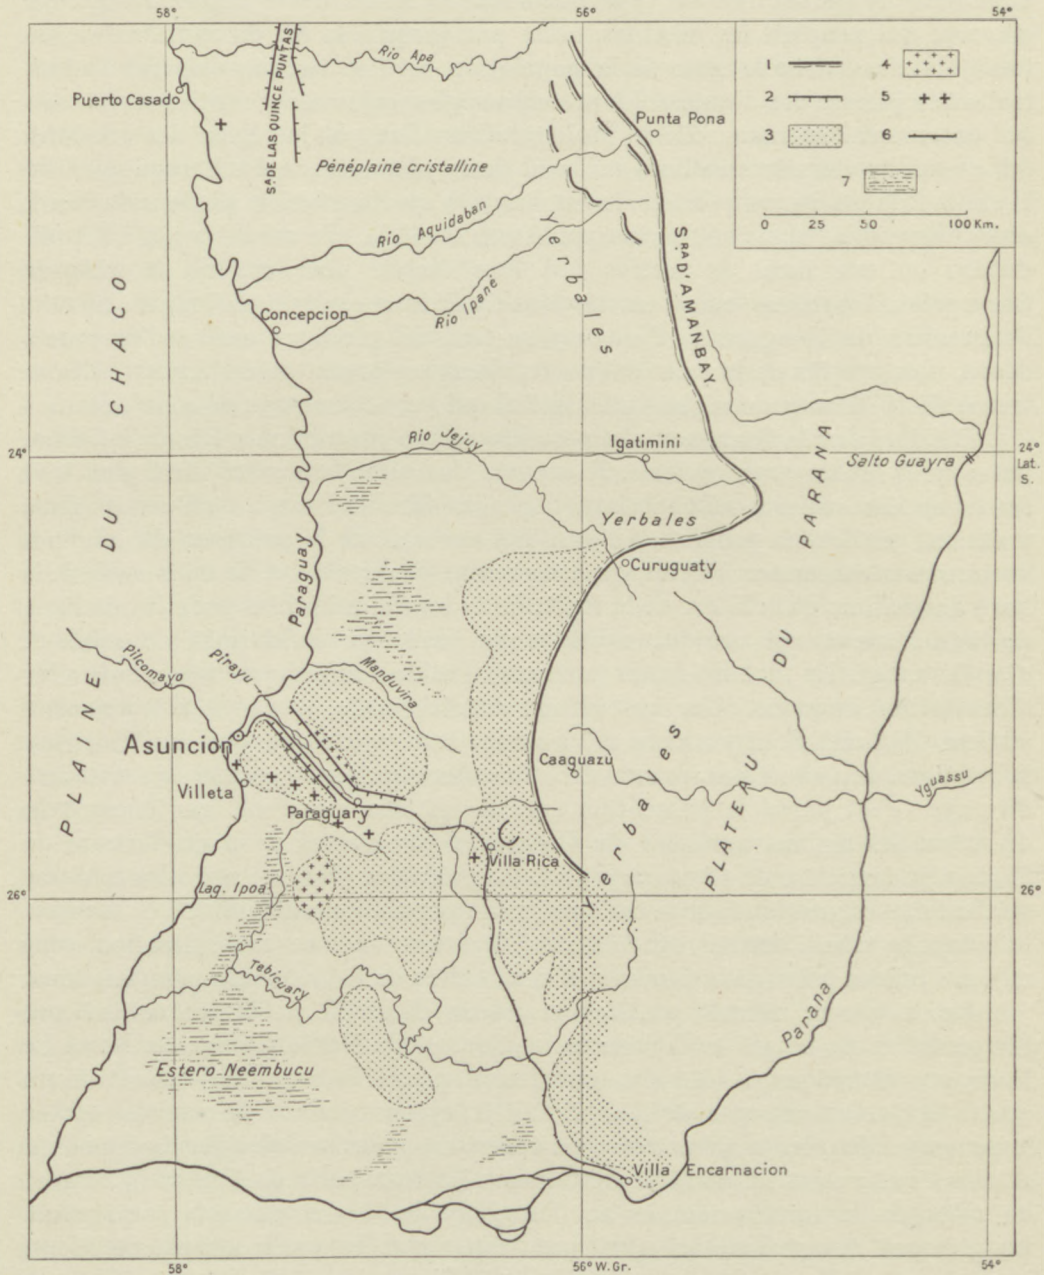 58°
56°
54°
Rio Apa
Puerto Casado
Sª. DE LAS QUINCE PUNTAS
Pénéplaine cristalline
Punta Pona
1
2
3
4
5
6
7
0 25 50 100 Km.
Rio Aquidaban
Yerbales
SRA D'AMANBAY
Rio Ipané
Concepcion
PLAINE DU CHACO
Rio Jejuy
Igatimini
24°
24°
Lat.
S.
Salto Guayra
Yerbales
Curuguaty
Paraguay
PLATEAU DU PARANA
Pilcomayo
Pirayu
Manduvira
Asuncion
Villeta
Paraguary
Caaguazú
Yerbales
Yguassu
Villa Rica
Lag. Ipoa
26°
26°
Tebicuary
Parana
Estero Neembucu
Villa Encarnacion
58°
56° W. Gr.
54°